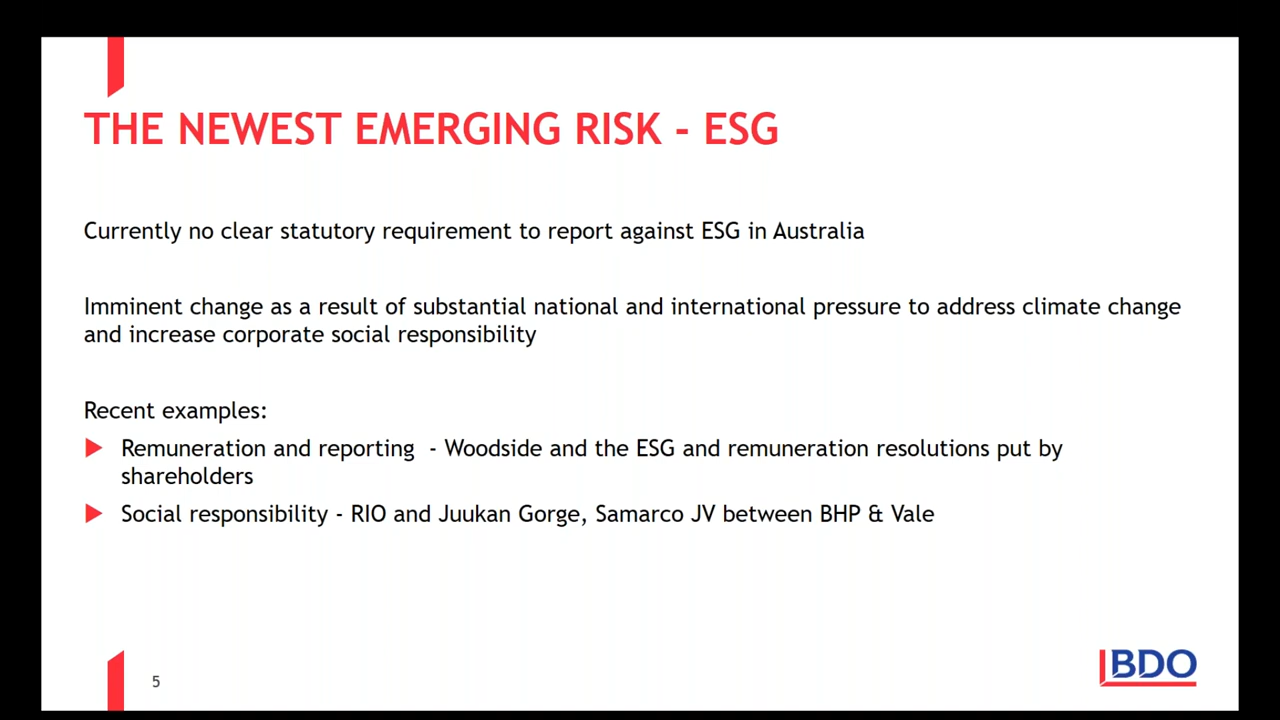 THE NEWEST EMERGING RISK - ESG
Currently no clear statutory requirement to report against ESG in Australia
Imminent change as a result of substantial national and international pressure to address climate change
and increase corporate social responsibility
Recent examples:
Remuneration and reporting - Woodside and the ESG and remuneration resolutions put by
shareholders
Social responsibility - RIO and Juukan Gorge, Samarco JV between BHP & Vale
5
BDO